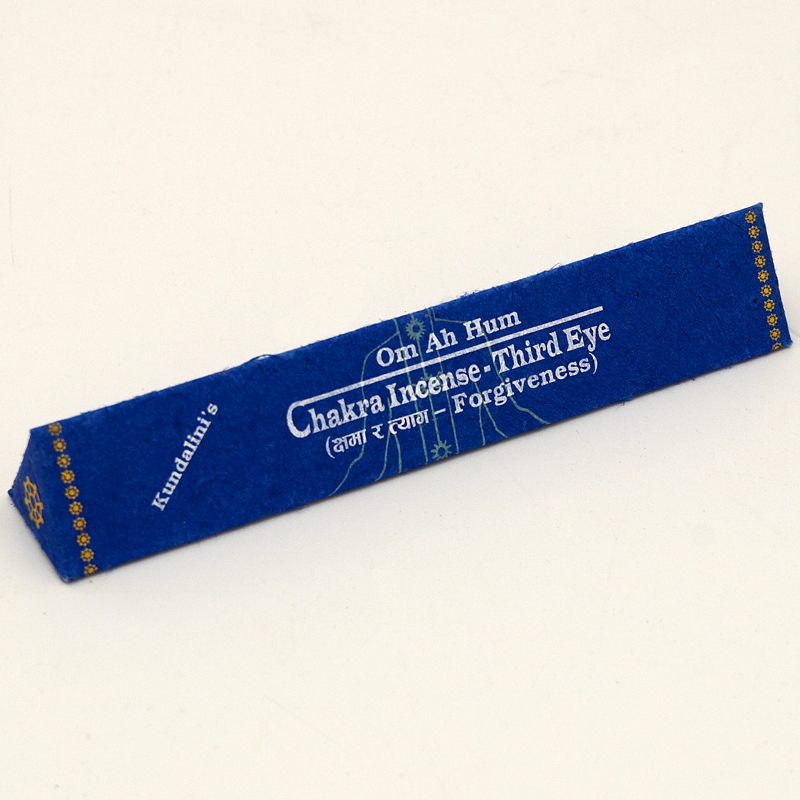 Kundalini's
Om Ah Hum
Chakra Incense - Third Eye
(क्षमा र त्याग – Forgiveness)